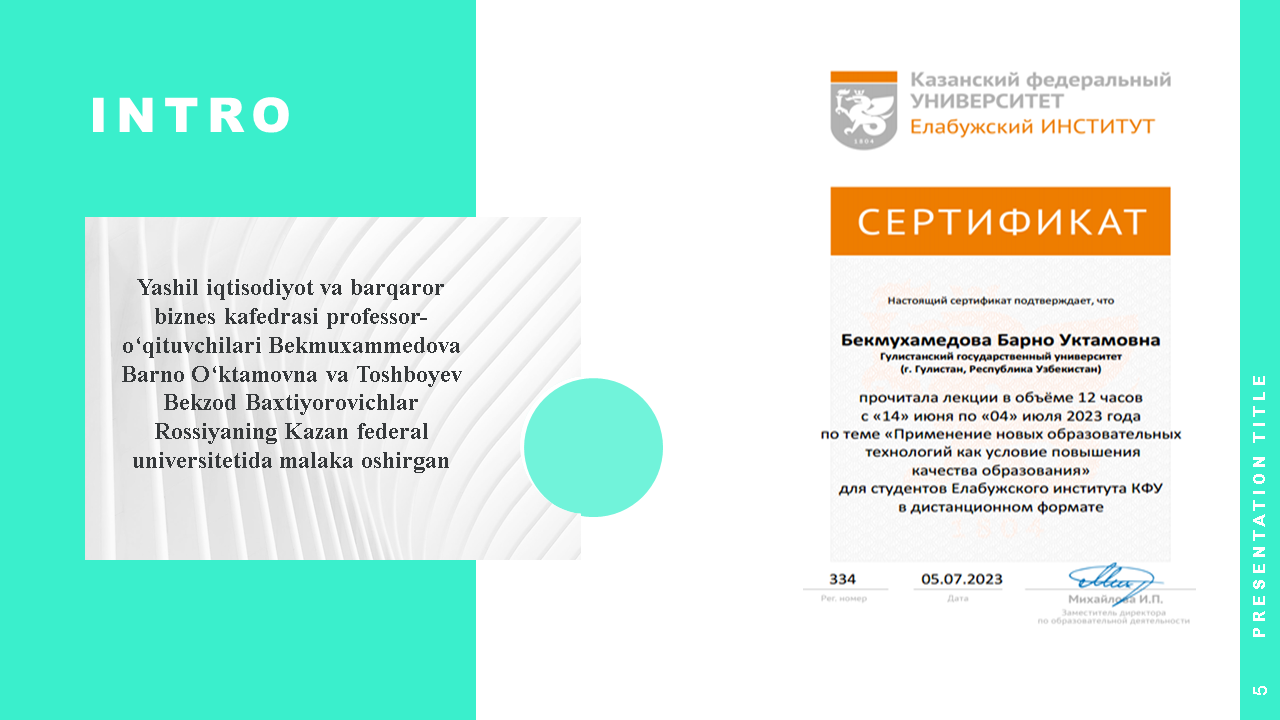 INTRO
Yashil iqtisodiyot va barqaror
biznes kafedrasi professor-
o‘qituvchilari Bekmuxammedova
Barno O‘ktamovna va Toshboyev
Bekzod Baxtiyorovichlar
Rossiyaning Kazan federal
universitetida malaka oshirgan
Казанский федеральный
УНИВЕРСИТЕТ
Елабужский ИНСТИТУТ
1804
СЕРТИФИКАТ
Настоящий сертификат подтверждает, что
Бекмухамедова Барно Уктамовна
Гулистанский государственный университет
(г. Гулистан, Республика Узбекистан)
прочитала лекции в объёме 12 часов
с «14» июня по «04» июля 2023 года
по теме «Применение новых образовательных
технологий как условие повышения
качества образования»
для студентов Елабужского института КФУ
в дистанционном формате
1804
334
05.07.2023
Рег. номер
Дата
Михайлова И.П.
Заместитель директора
по образовательной деятельности
PRESENTATION TITLE
5